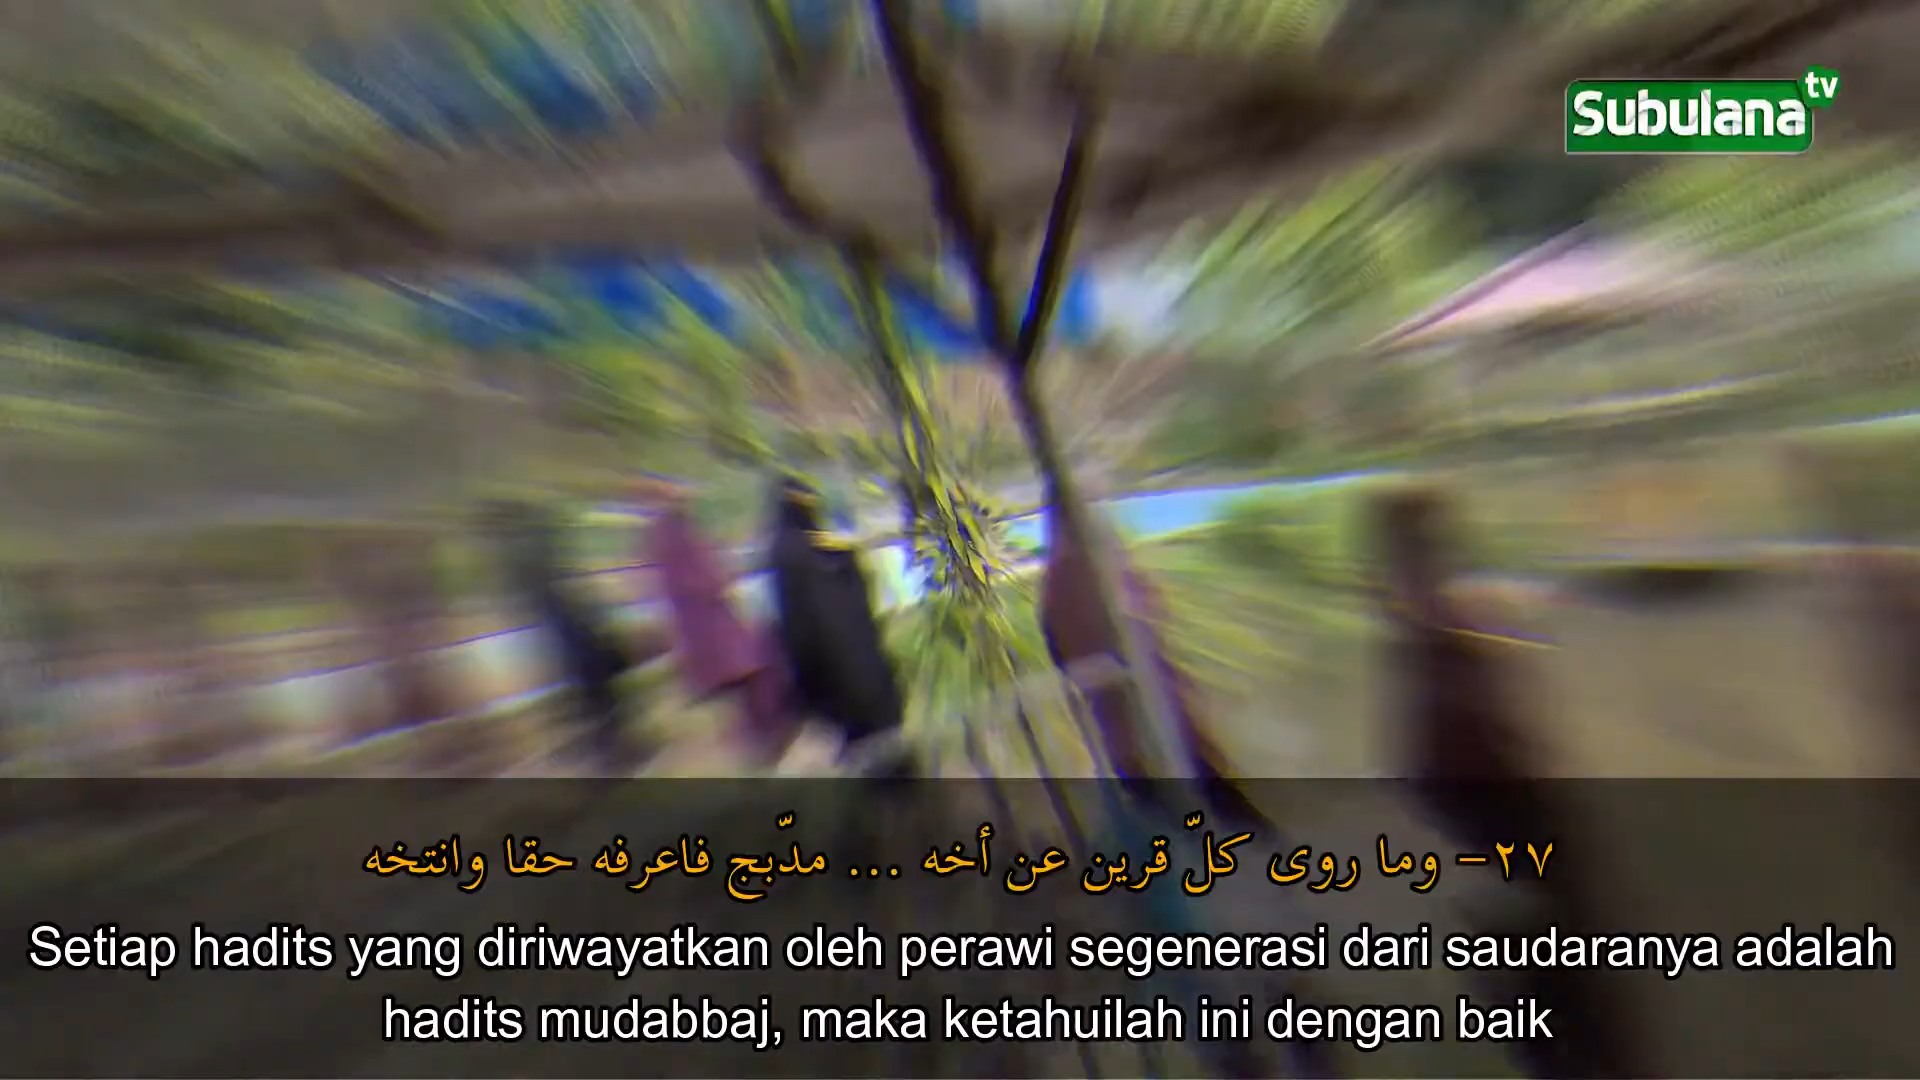 Subulana tv
٢٧- وما روى كلّ قرين عن أخه ... مدّبج فاعرفه حقا وانتخه
Setiap hadits yang diriwayatkan oleh perawi segenerasi dari saudaranya adalah
hadits mudabbaj, maka ketahuilah ini dengan baik